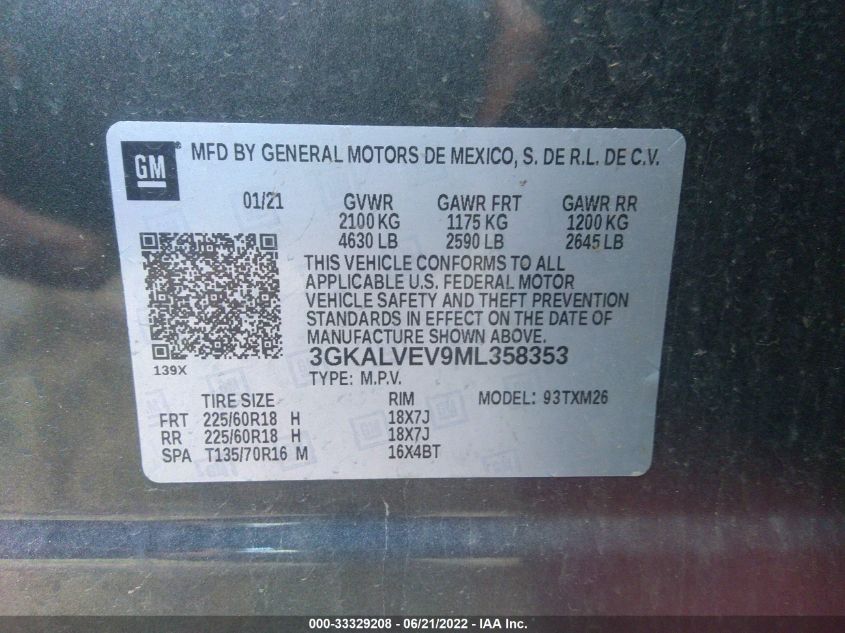 GM MFD BY GENERAL MOTORS DE MEXICO, S. DE R.L. DE C.V.
01/21 GVWR GAWR FRT GAWR RR
2100 KG 1175 KG 1200 KG
4630 LB 2590 LB 2645 LB
THIS VEHICLE CONFORMS TO ALL
APPLICABLE U.S. FEDERAL MOTOR
VEHICLE SAFETY AND THEFT PREVENTION
STANDARDS IN EFFECT ON THE DATE OF
MANUFACTURE SHOWN ABOVE.
3GKALVEV9ML358353
139X TYPE: M.P.V.
TIRE SIZE RIM MODEL: 93TXM26
FRT 225/60R18 H 18X7J
RR 225/60R18 H 18X7J
SPA T135/70R16 M 16X4BT
000-33329208 - 06/21/2022 - IAA Inc.